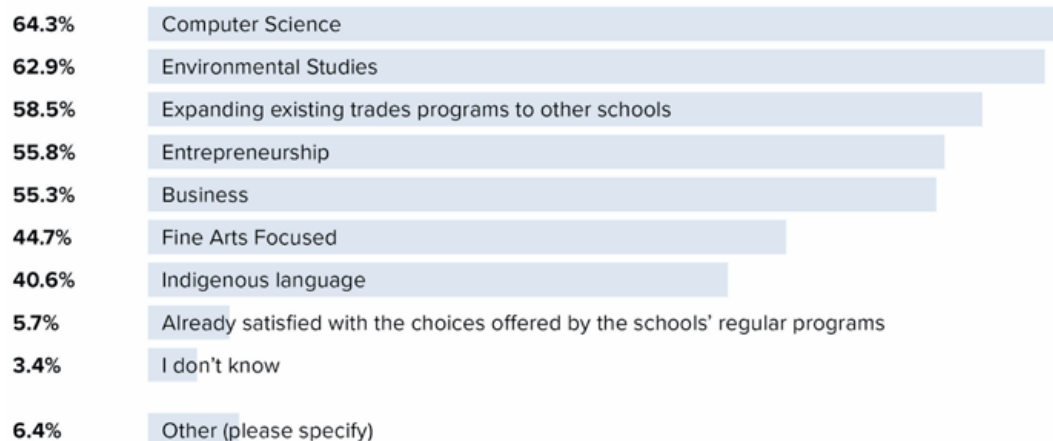 64.3% Computer Science
62.9% Environmental Studies
58.5% Expanding existing trades programs to other schools
55.8% Entrepreneurship
55.3% Business
44.7% Fine Arts Focused
40.6% Indigenous language
5.7% Already satisfied with the choices offered by the schools’ regular programs
3.4% I don’t know
6.4% Other (please specify)